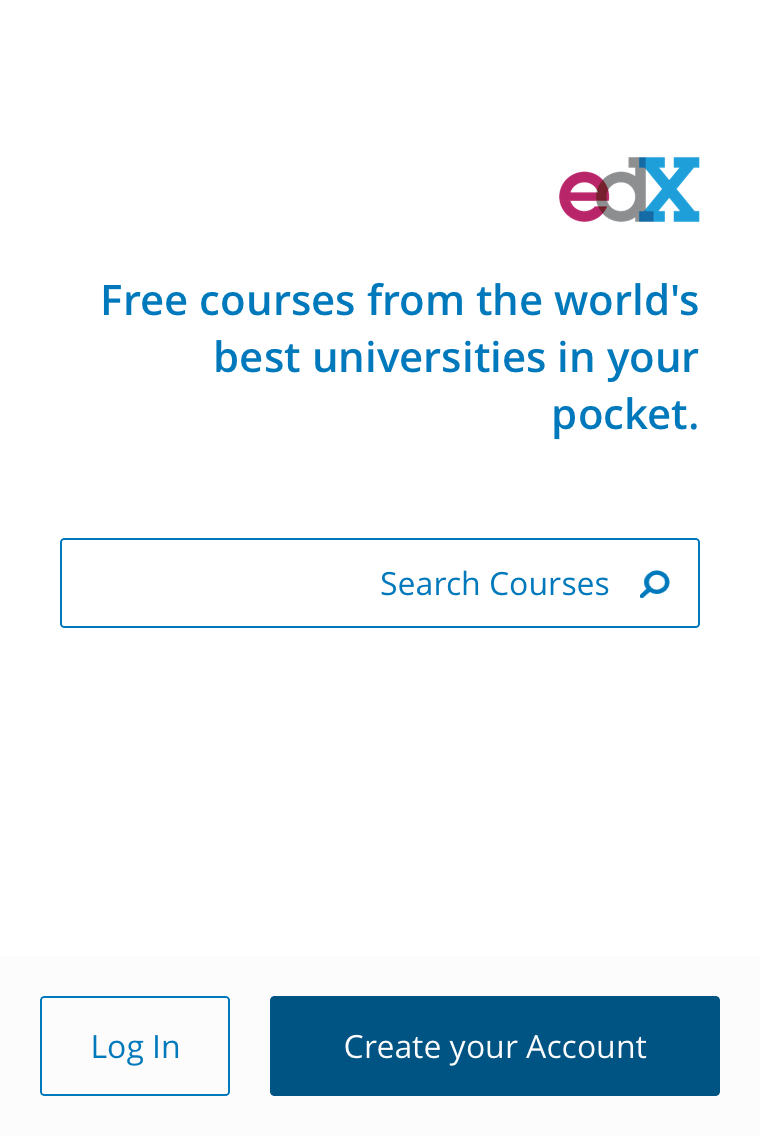 edX
Free courses from the world's
best universities in your
pocket.
Search Courses
Log In
Create your Account